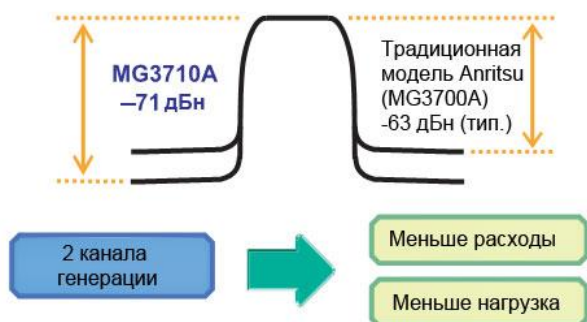 MG3710A
–71 дБн
Традиционная
модель Anritsu
(MG3700A)
-63 дБн (тип.)
2 канала
генерации
Меньше расходы
Меньше нагрузка